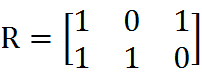 R = [1 0 1
1 1 0]